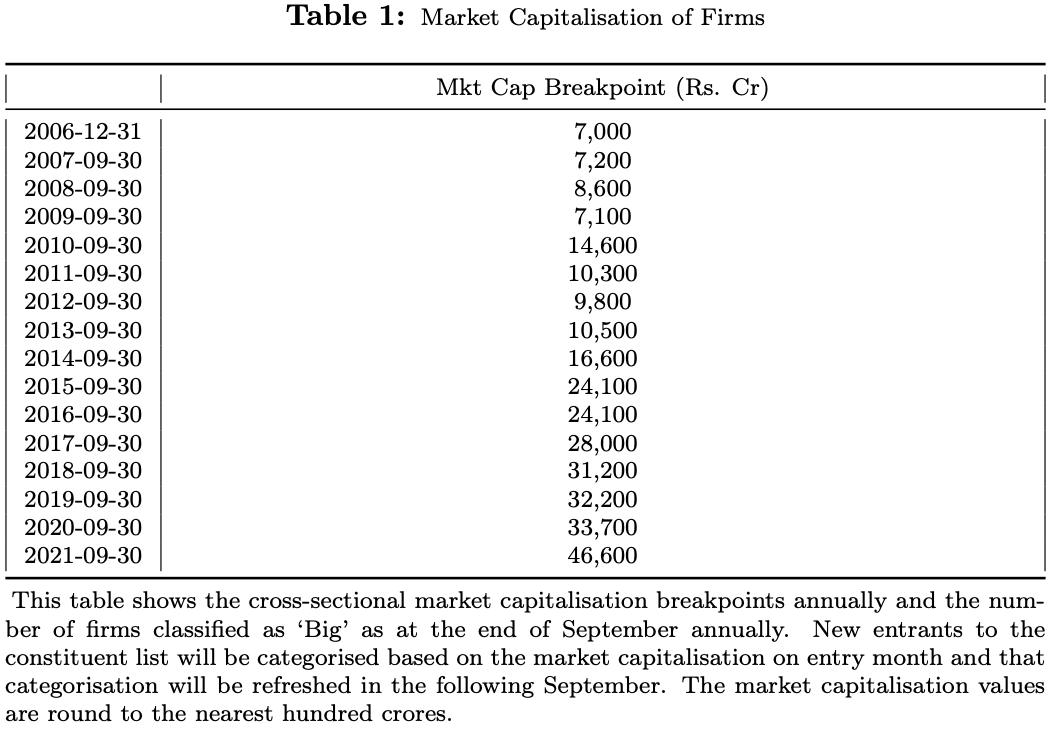 Table 1: Market Capitalisation of Firms
Mkt Cap Breakpoint (Rs. Cr)
2006-12-31 7,000
2007-09-30 7,200
2008-09-30 8,600
2009-09-30 7,100
2010-09-30 14,600
2011-09-30 10,300
2012-09-30 9,800
2013-09-30 10,500
2014-09-30 16,600
2015-09-30 24,100
2016-09-30 24,100
2017-09-30 28,000
2018-09-30 31,200
2019-09-30 32,200
2020-09-30 33,700
2021-09-30 46,600
This table shows the cross-sectional market capitalisation breakpoints annually and the num-
ber of firms classified as ‘Big’ as at the end of September annually. New entrants to the
constituent list will be categorised based on the market capitalisation on entry month and that
categorisation will be refreshed in the following September. The market capitalisation values
are round to the nearest hundred crores.